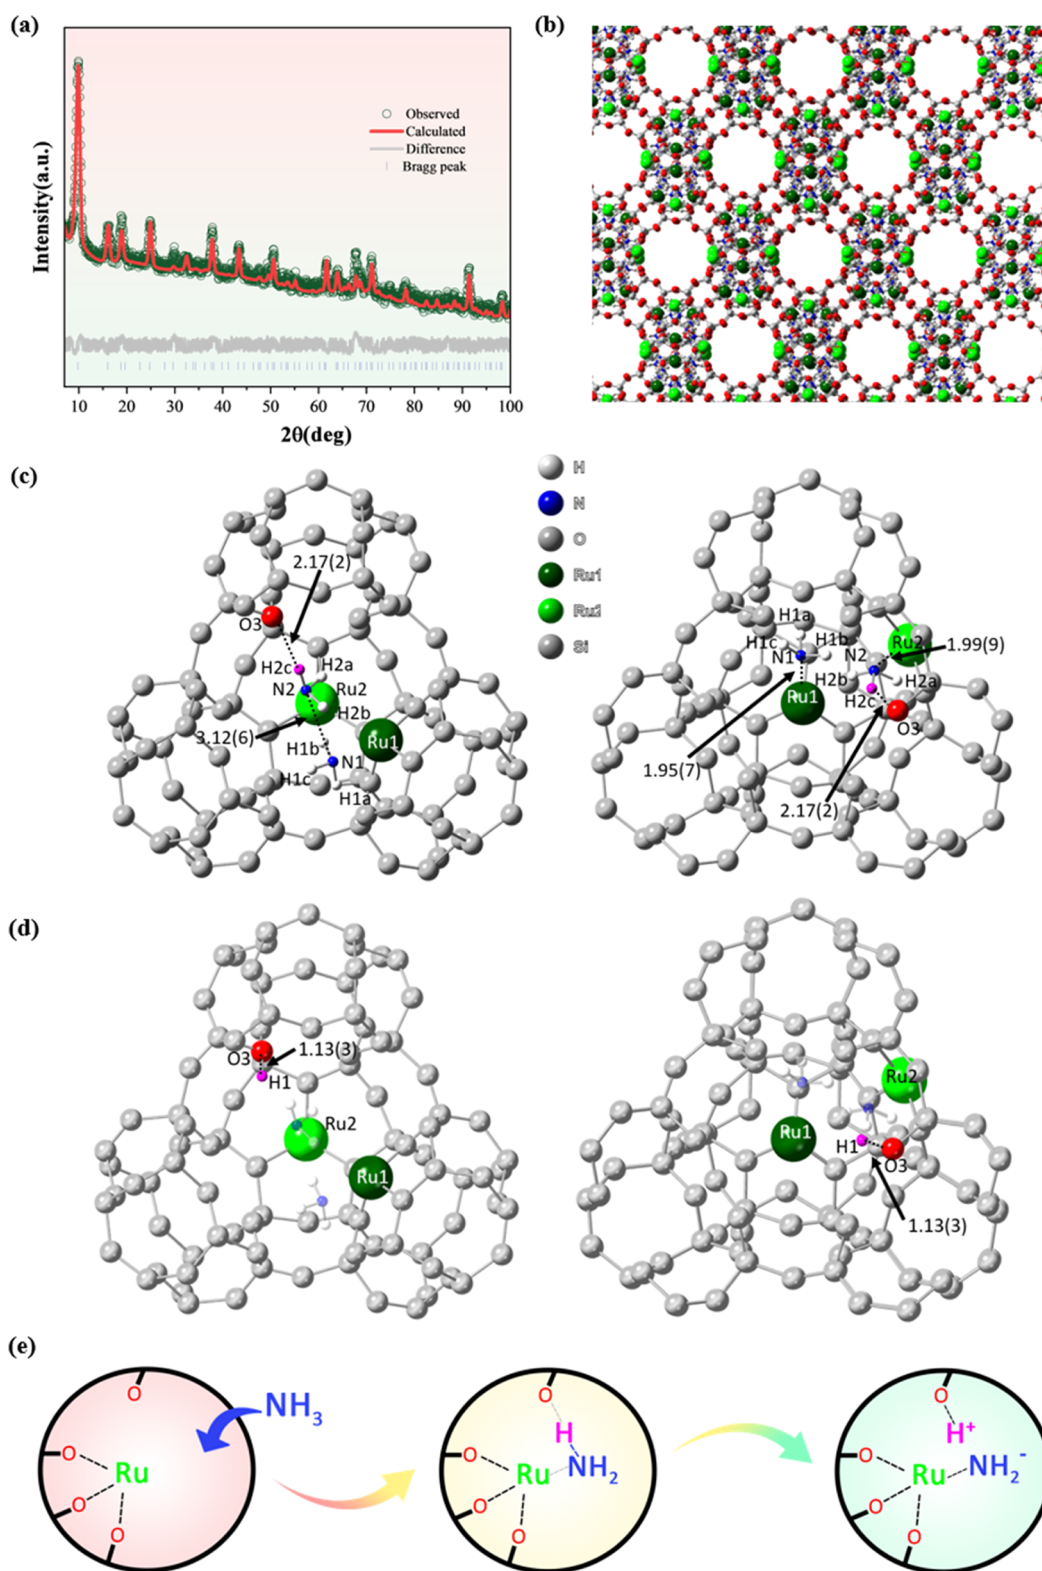 (a)
Intensity(a.u.)
Observed
Calculated
Difference
Bragg peak
10 20 30 40 50 60 70 80 90 100
2θ(deg)
(b)
(c)
2.17(2)
O3
H2c
H2a
N2
Ru2
H2b
3.12(6)
Ru1
H1b
N1
H1c
H1a
H
N
O
Ru1
Ru2
Si
H1a
H1c
H1b
N1
N2
Ru2
1.99(9)
H2b
H2a
Ru1
H2c
O3
1.95(7)
2.17(2)
(d)
O3
1.13(3)
H1
Ru2
Ru1
Ru2
Ru1
H1
O3
1.13(3)
(e)
O
NH3
O
Ru
O
O
O
H
O
Ru
NH2
O
O
O
H+
O
Ru
NH2-
O
O